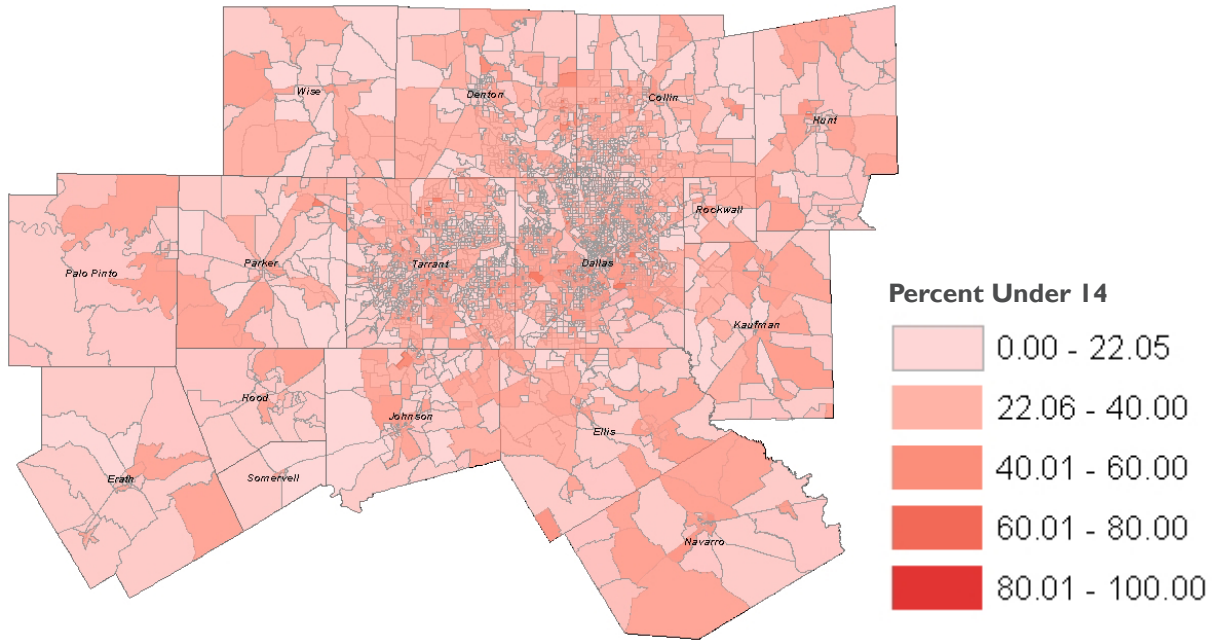 Wise
Denton
Collin
Hunt
Palo Pinto
Parker
Tarrant
Dallas
Rockwall
Kaufman
Hood
Johnson
Ellis
Erath
Somervell
Navarro
Percent Under 14
0.00 - 22.05
22.06 - 40.00
40.01 - 60.00
60.01 - 80.00
80.01 - 100.00